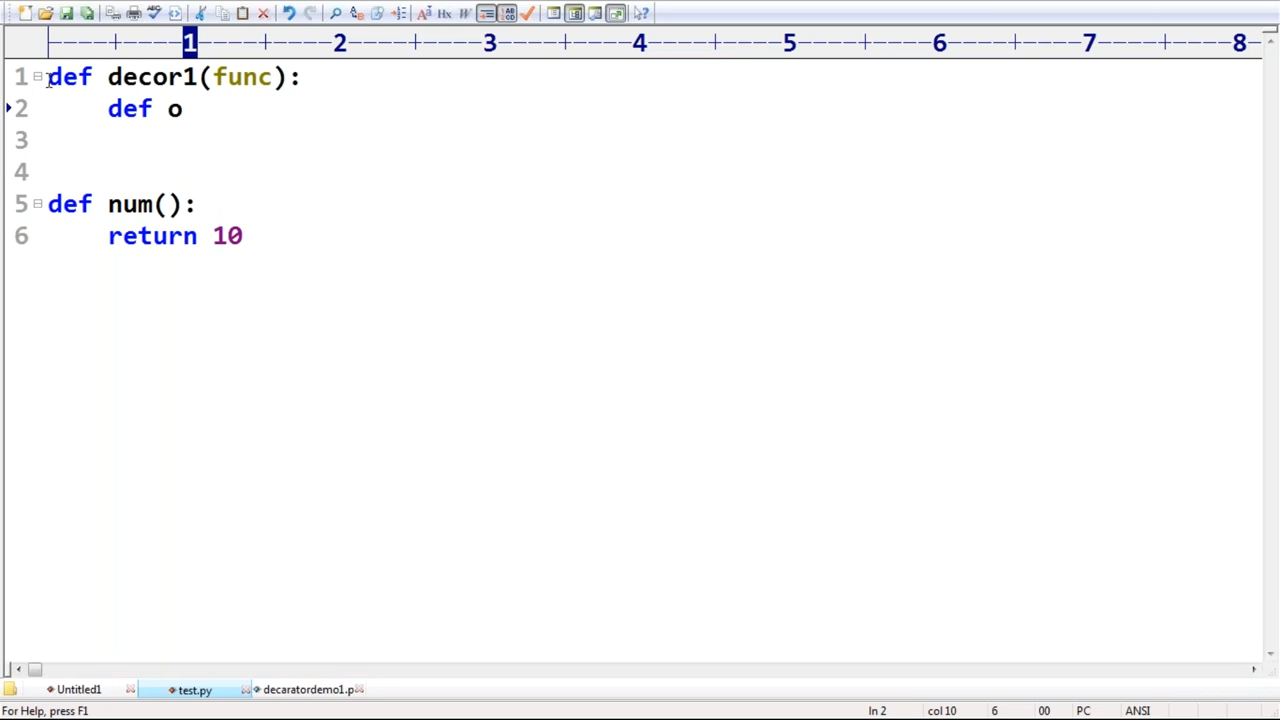 1 2 3 4 5 6 7 8
1 def decor1(func):
2 def o
3
4
5 def num():
6 return 10
Untitled1 test.py decaratordemo1.p
For Help, press F1 ln 2 col 10 6 00 PC ANSI